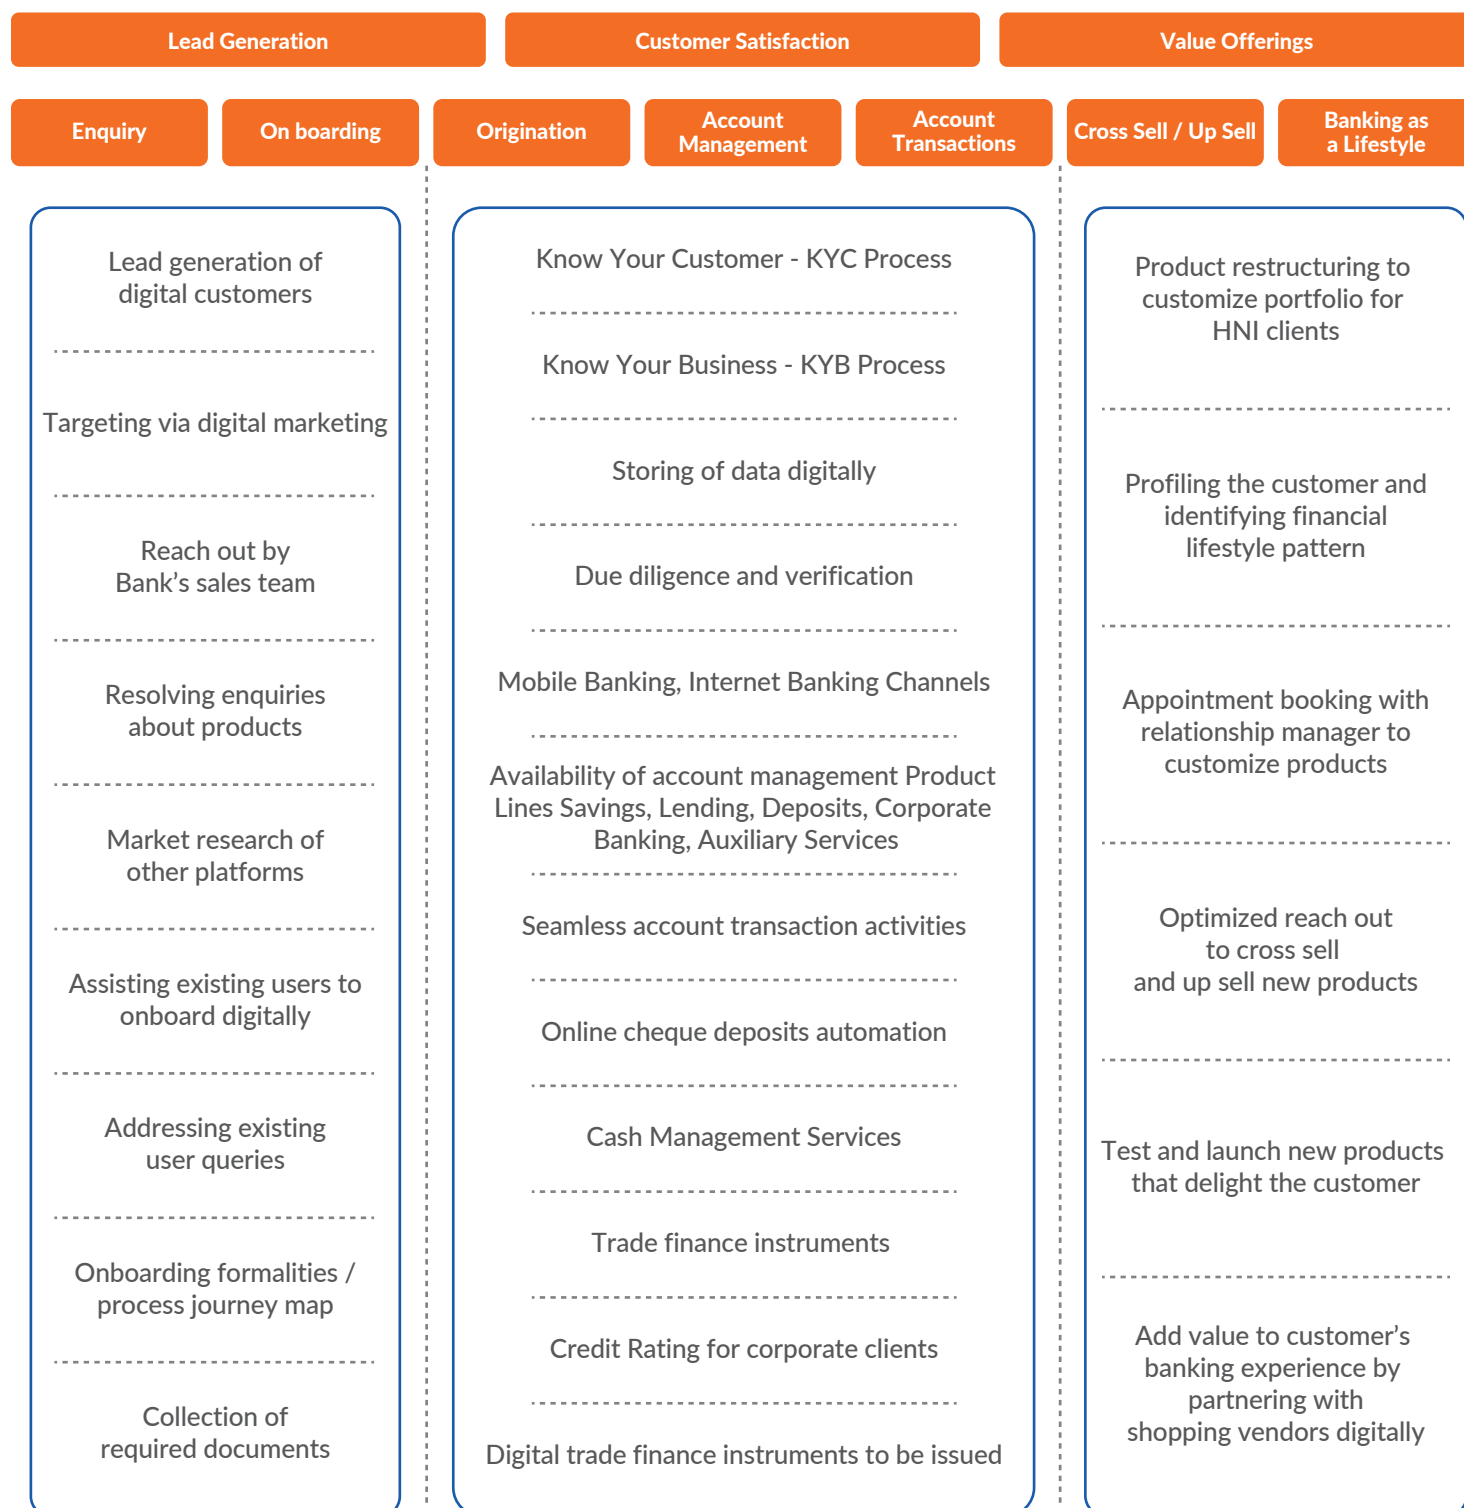 Lead Generation
Customer Satisfaction
Value Offerings
Enquiry
On boarding
Origination
Account
Management
Account
Transactions
Cross Sell / Up Sell
Banking as
a Lifestyle
Lead generation of
digital customers
Targeting via digital marketing
Reach out by
Bank’s sales team
Resolving enquiries
about products
Market research of
other platforms
Assisting existing users to
onboard digitally
Addressing existing
user queries
Onboarding formalities /
process journey map
Collection of
required documents
Know Your Customer - KYC Process
Know Your Business - KYB Process
Storing of data digitally
Due diligence and verification
Mobile Banking, Internet Banking Channels
Availability of account management Product
Lines Savings, Lending, Deposits, Corporate
Banking, Auxiliary Services
Seamless account transaction activities
Online cheque deposits automation
Cash Management Services
Trade finance instruments
Credit Rating for corporate clients
Digital trade finance instruments to be issued
Product restructuring to
customize portfolio for
HNI clients
Profiling the customer and
identifying financial
lifestyle pattern
Appointment booking with
relationship manager to
customize products
Optimized reach out
to cross sell
and up sell new products
Test and launch new products
that delight the customer
Add value to customer’s
banking experience by
partnering with
shopping vendors digitally